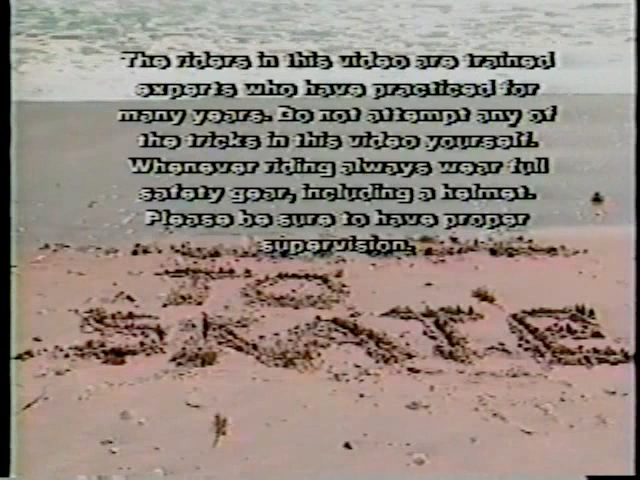 The riders in this video are trained
experts who have practiced for
many years. Do not attempt any of
the tricks in this video yourself.
Whenever riding always wear full
safety gear, including a helmet.
Please be sure to have proper
supervision.
TO
SKATE